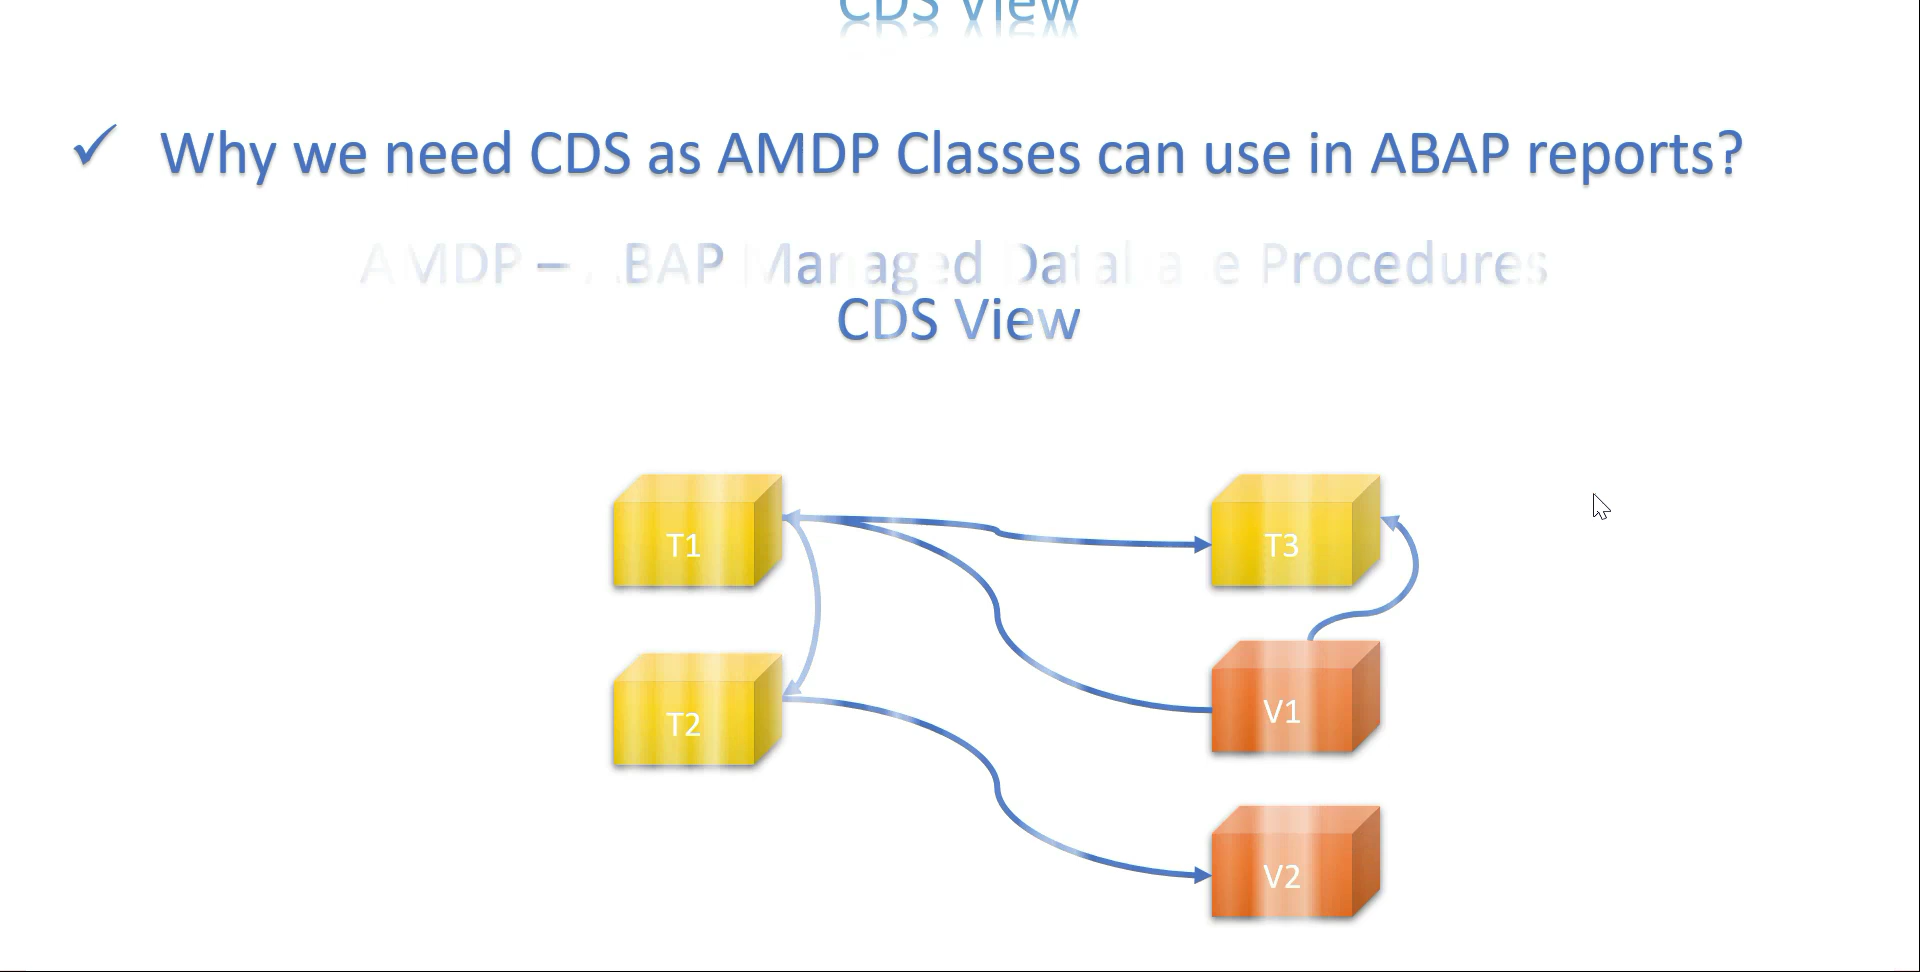 CDS View
✓ Why we need CDS as AMDP Classes can use in ABAP reports?
AMDP – ABAP Managed Database Procedures
CDS View
T1
T3
T2
V1
V2